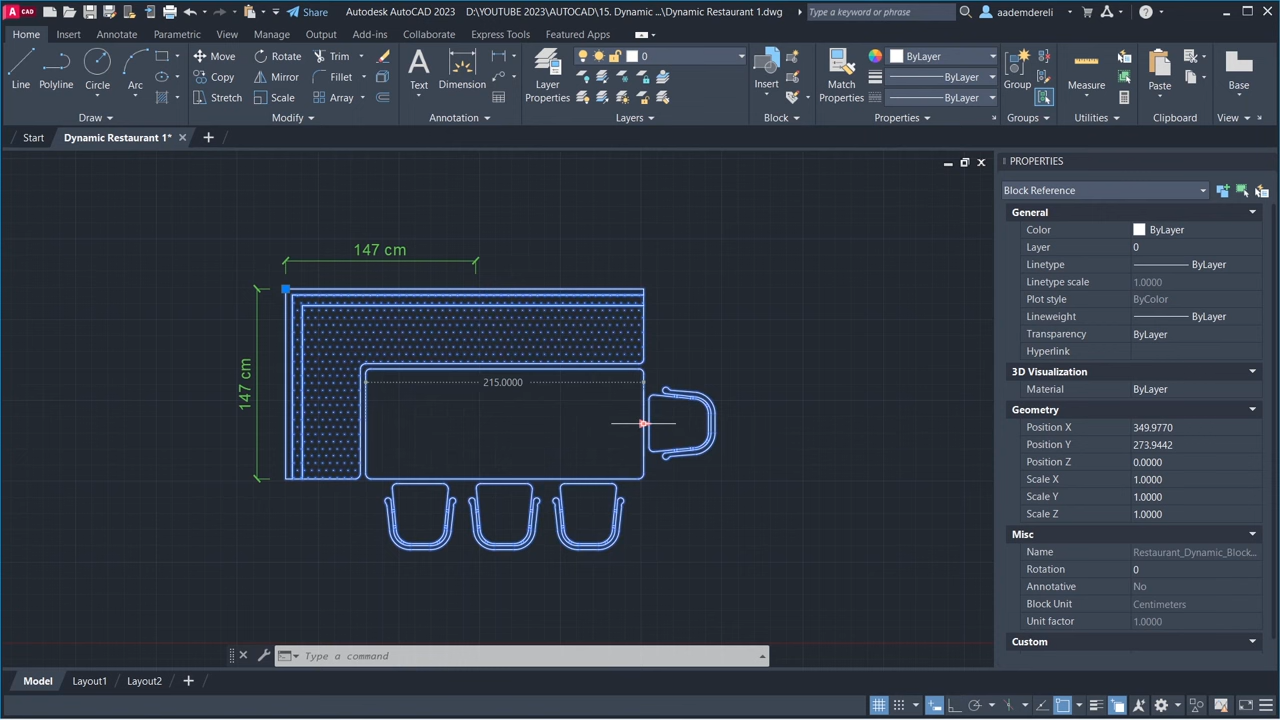 CAD
Share
Autodesk AutoCAD 2023
D:\YOUTUBE 2023\AUTOCAD\15. Dynamic ...\Dynamic Restaurant 1.dwg
Type a keyword or phrase
aademdereli
Home
Insert
Annotate
Parametric
View
Manage
Output
Add-ins
Collaborate
Express Tools
Featured Apps
Line
Polyline
Circle
Arc
Move
Rotate
Trim
Copy
Mirror
Fillet
Stretch
Scale
Array
Text
Dimension
Layer
Properties
0
Insert
Match
Properties
ByLayer
ByLayer
ByLayer
Group
Measure
Paste
Base
Draw
Modify
Annotation
Layers
Block
Properties
Groups
Utilities
Clipboard
View
Start
Dynamic Restaurant 1*
147 cm
147 cm
215.0000
PROPERTIES
Block Reference
General
Color ByLayer
Layer 0
Linetype ByLayer
Linetype scale 1.0000
Plot style ByColor
Lineweight ByLayer
Transparency ByLayer
Hyperlink
3D Visualization
Material ByLayer
Geometry
Position X 349.9770
Position Y 273.9442
Position Z 0.0000
Scale X 1.0000
Scale Y 1.0000
Scale Z 1.0000
Misc
Name Restaurant_Dynamic_Block...
Rotation 0
Annotative No
Block Unit Centimeters
Unit factor 1.0000
Custom
Type a command
Model
Layout1
Layout2